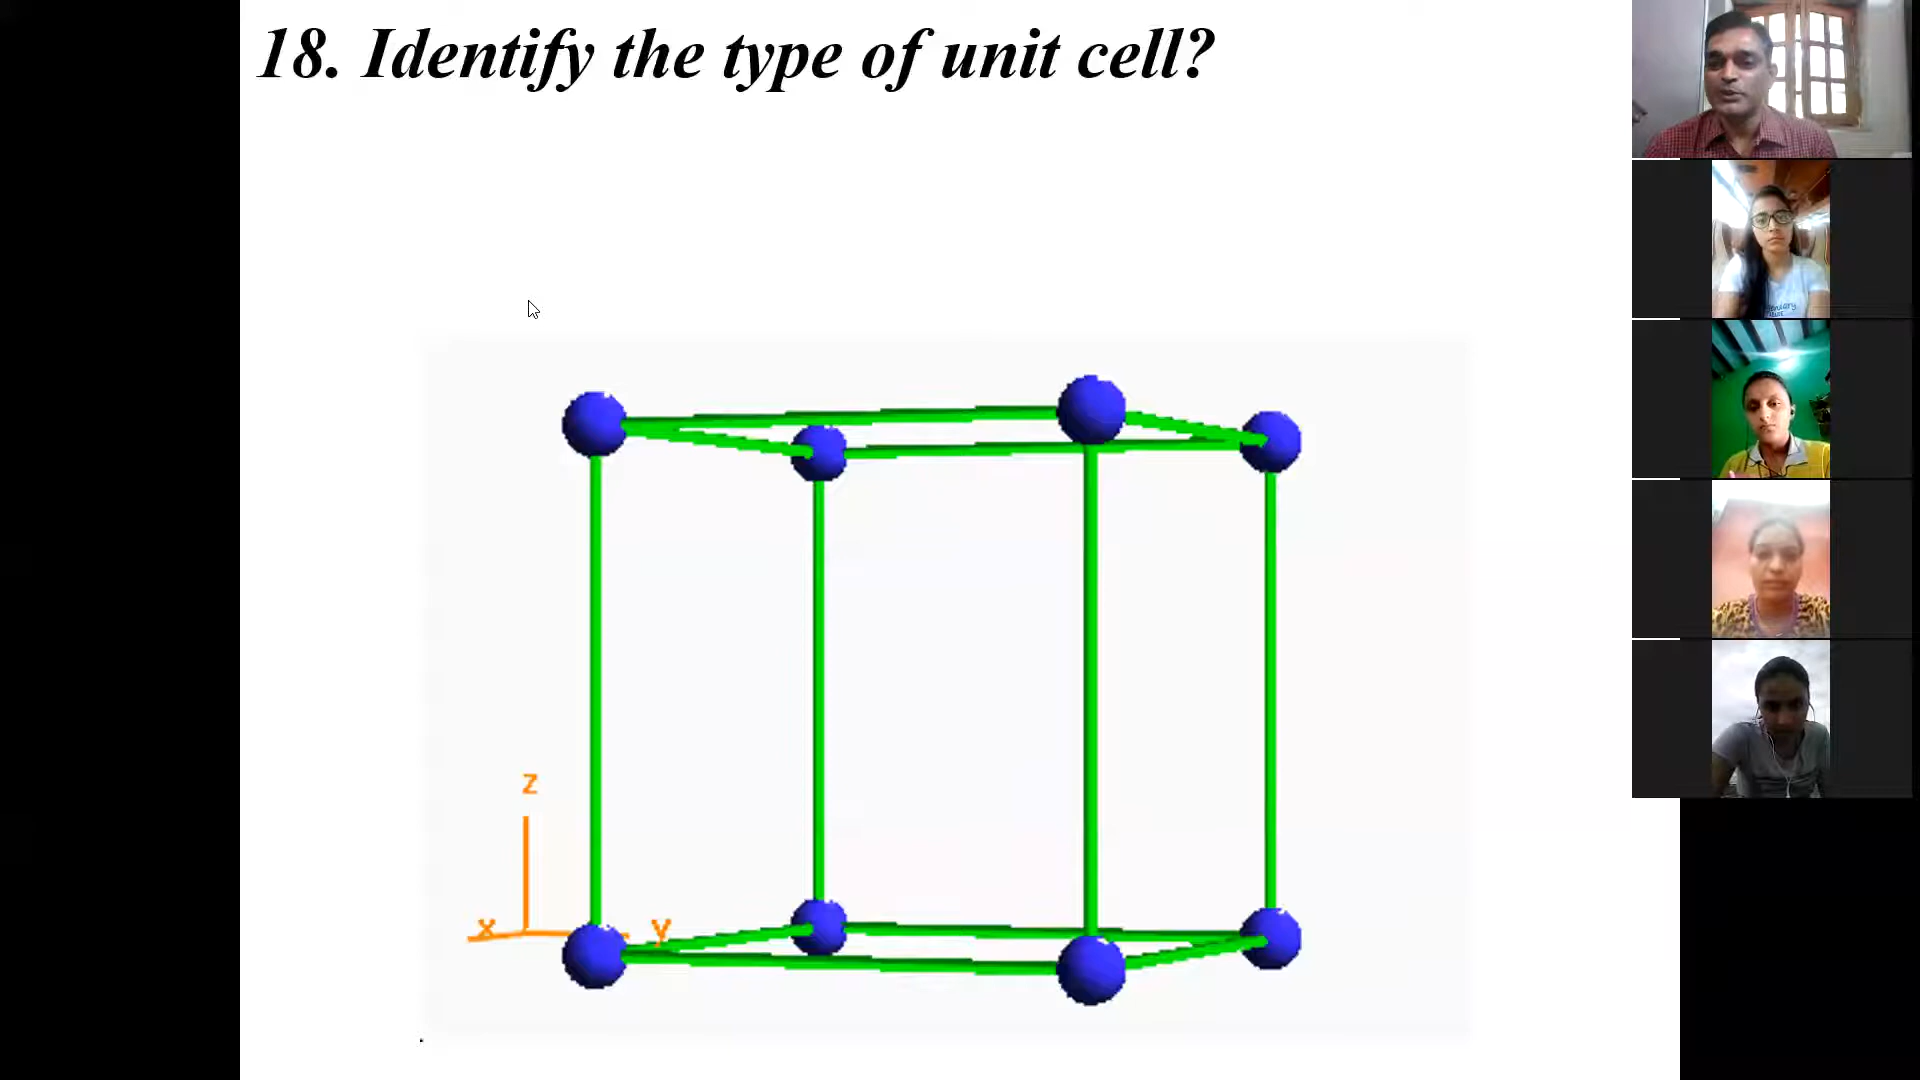 18. Identify the type of unit cell?
z
x
y